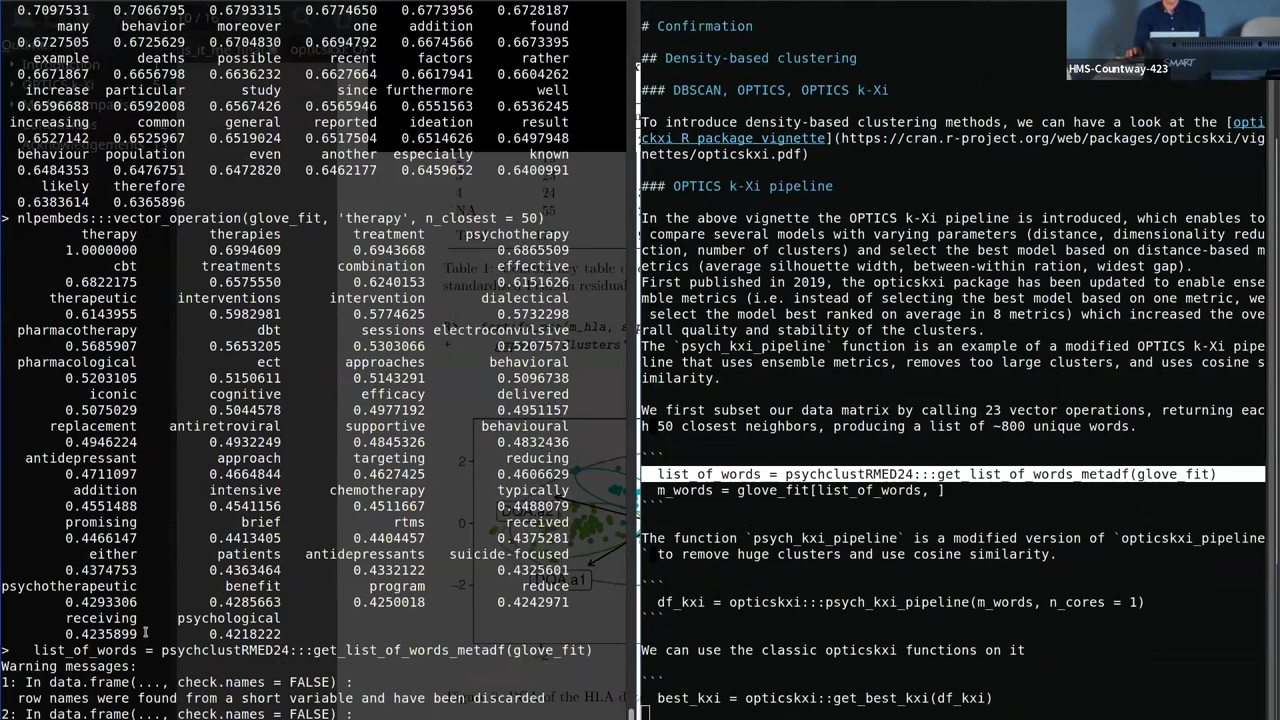 0.7097531    0.7066795    0.6793315    0.6774650    0.6773956    0.6728187
many    behavior    moreover    one    addition    found
0.6727505    0.6725629    0.6704830    0.6694792    0.6674566    0.6673395
example    deaths    possible    recent    factors    rather
0.6671867    0.6656798    0.6636232    0.6627664    0.6617941    0.6604262
increase    particular    study    since    furthermore    well
0.6596688    0.6592008    0.6567426    0.6565946    0.6551563    0.6536245
increasing    common    general    reported    ideation    result
0.6527142    0.6525967    0.6519024    0.6517504    0.6514626    0.6497948
behaviour    population    even    another    especially    known
0.6484353    0.6476751    0.6472820    0.6462177    0.6459652    0.6400991
likely    therefore
0.6383614    0.6365896
> nlpembeds:::vector_operation(glove_fit, 'therapy', n_closest = 50)
therapy    therapies    treatment    psychotherapy
1.0000000    0.6994609    0.6943668    0.6865509
cbt    treatments    combination    effective
0.6822175    0.6575550    0.6240153    0.6151626
therapeutic    interventions    intervention    dialectical
0.6143955    0.5982981    0.5774625    0.5732298
pharmacotherapy    dbt    sessions    electroconvulsive
0.5685907    0.5653205    0.5303066    0.5207573
pharmacological    ect    approaches    behavioral
0.5203105    0.5150611    0.5143291    0.5096738
iconic    cognitive    efficacy    delivered
0.5075029    0.5044578    0.4977192    0.4951157
replacement    antiretroviral    supportive    behavioural
0.4946224    0.4932249    0.4845326    0.4832436
antidepressant    approach    targeting    reducing
0.4711097    0.4664844    0.4627425    0.4606629
addition    intensive    chemotherapy    typically
0.4551488    0.4541156    0.4511667    0.4488079
promising    brief    rtms    received
0.4466147    0.4413405    0.4404457    0.4375281
either    patients    antidepressants    suicide-focused
0.4374753    0.4363464    0.4332122    0.4325601
psychotherapeutic    benefit    program    reduce
0.4293306    0.4285663    0.4250018    0.4242971
receiving    psychological
0.4235899    0.4218222
>   list_of_words = psychclustRMED24:::get_list_of_words_metadf(glove_fit)
Warning messages:
1: In data.frame(..., check.names = FALSE) :
  row names were found from a short variable and have been discarded
2: In data.frame(..., check.names = FALSE) :
# Confirmation
## Density-based clustering
### DBSCAN, OPTICS, OPTICS k-Xi
To introduce density-based clustering methods, we can have a look at the [opti
ckxi R package vignette](https://cran.r-project.org/web/packages/opticskxi/vig
nettes/opticskxi.pdf)
### OPTICS k-Xi pipeline
In the above vignette the OPTICS k-Xi pipeline is introduced, which enables to
 compare several models with varying parameters (distance, dimensionality redu
ction, number of clusters) and select the best model based on distance-based m
etrics (average silhouette width, between-within ration, widest gap).
First published in 2019, the opticskxi package has been updated to enable ense
mble metrics (i.e. instead of selecting the best model based on one metric, we
 select the model best ranked on average in 8 metrics) which increased the ove
rall quality and stability of the clusters.
The `psych_kxi_pipeline` function is an example of a modified OPTICS k-Xi pipe
line that uses ensemble metrics, removes too large clusters, and uses cosine s
imilarity.
We first subset our data matrix by calling 23 vector operations, returning eac
h 50 closest neighbors, producing a list of ~800 unique words.
```
  list_of_words = psychclustRMED24:::get_list_of_words_metadf(glove_fit)
  m_words = glove_fit[list_of_words, ]
```
The function `psych_kxi_pipeline` is a modified version of `opticskxi_pipeline
` to remove huge clusters and use cosine similarity.
```
  df_kxi = opticskxi:::psych_kxi_pipeline(m_words, n_cores = 1)
```
We can use the classic opticskxi functions on it
```
  best_kxi = opticskxi::get_best_kxi(df_kxi)
HMS-Countway-423
SMART